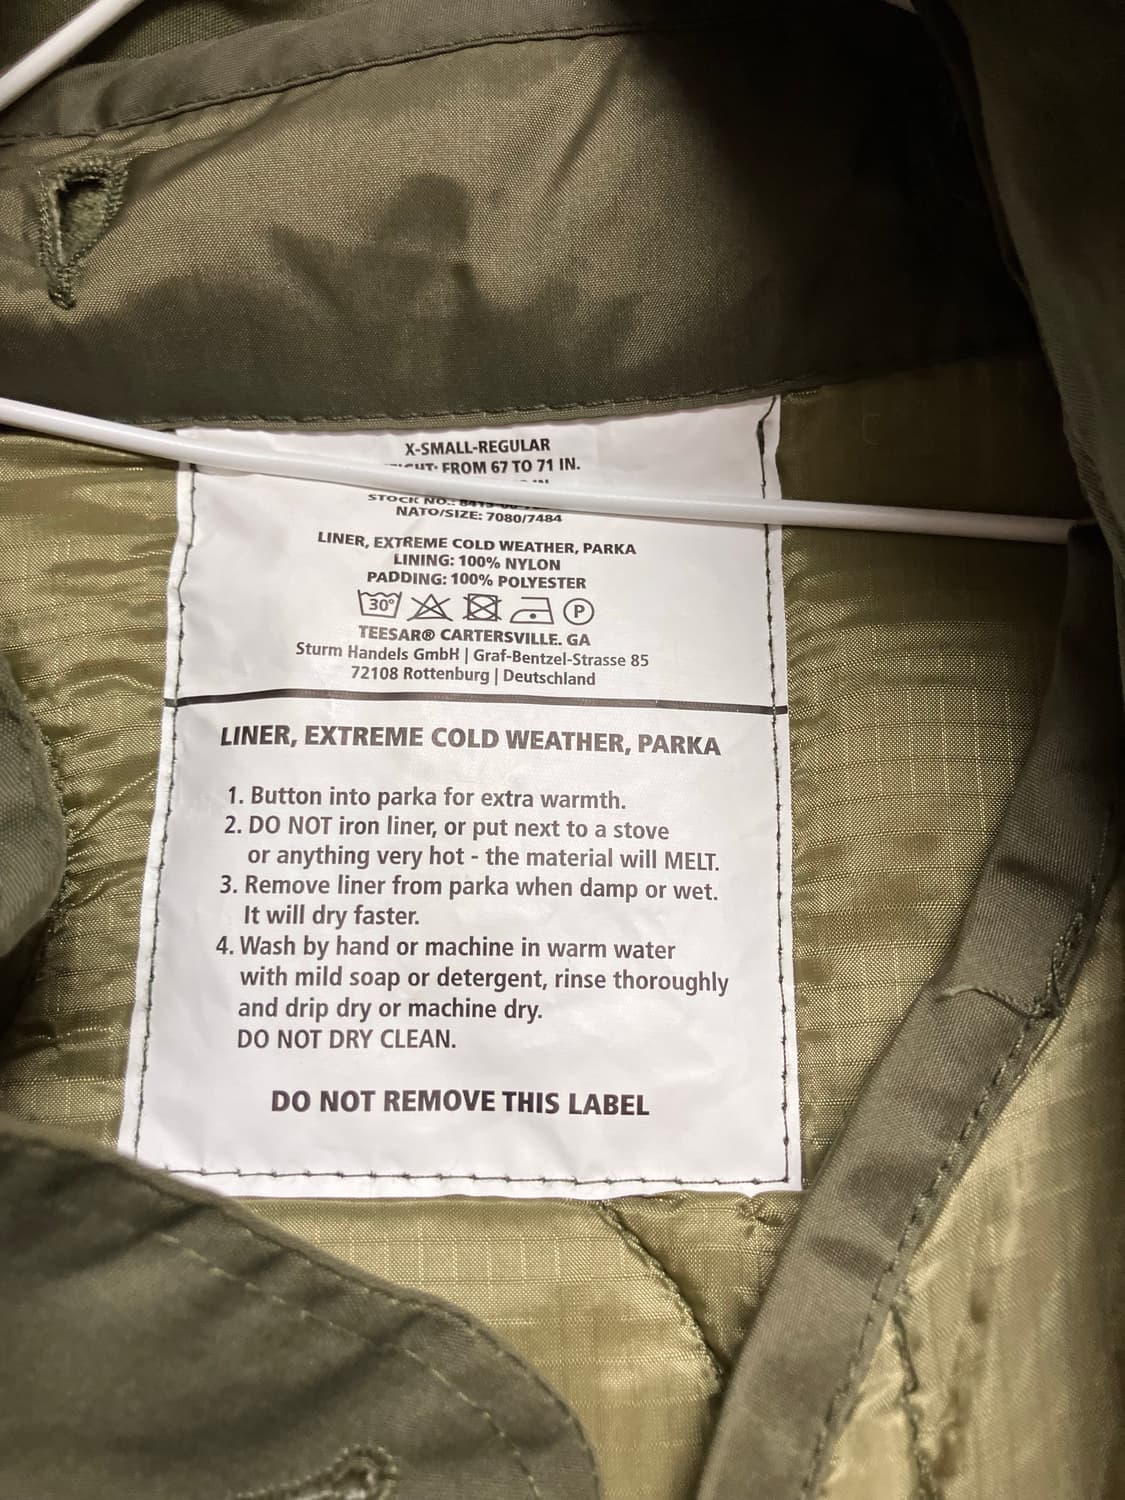 X-SMALL-REGULAR
FROM 67 TO 71 IN.
STOCK NO.:
NATO/SIZE: 7080/7484
LINER, EXTREME COLD WEATHER, PARKA
LINING: 100% NYLON
PADDING: 100% POLYESTER
30° P
TEESAR® CARTERSVILLE. GA
Sturm Handels GmbH | Graf-Bentzel-Strasse 85
72108 Rottenburg | Deutschland
LINER, EXTREME COLD WEATHER, PARKA
1. Button into parka for extra warmth.
2. DO NOT iron liner, or put next to a stove
or anything very hot - the material will MELT.
3. Remove liner from parka when damp or wet.
It will dry faster.
4. Wash by hand or machine in warm water
with mild soap or detergent, rinse thoroughly
and drip dry or machine dry.
DO NOT DRY CLEAN.
DO NOT REMOVE THIS LABEL